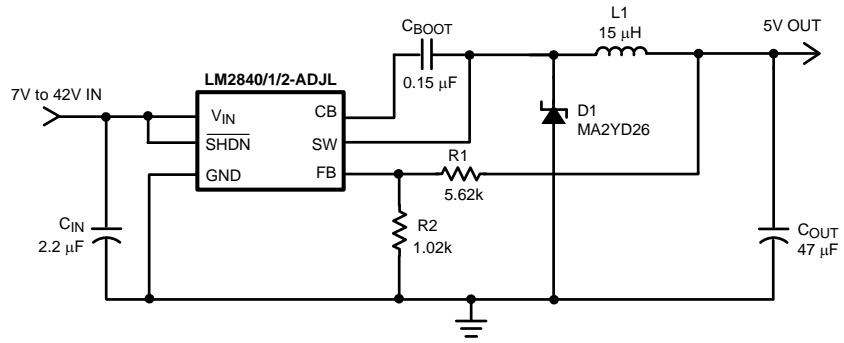 CBOOT
0.15 μF
L1
15 μH
5V OUT
LM2840/1/2-ADJL
7V to 42V IN
VIN
CB
SHDN
SW
GND
FB
D1
MA2YD26
R1
5.62k
R2
1.02k
CIN
2.2 μF
COUT
47 μF